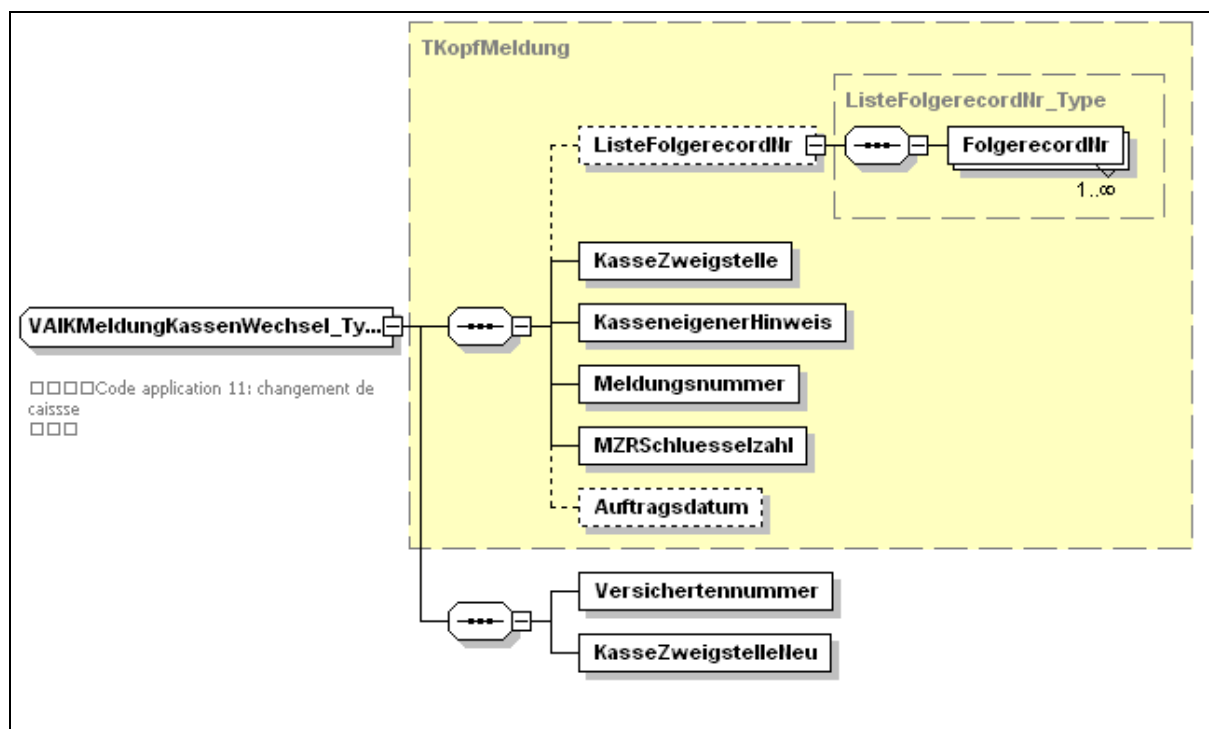 TKopfMeldung
ListeFolgerecordNr_Type
ListeFolgerecordNr
FolgerecordNr
1..∞
KasseZweigstelle
VAIKMeldungKassenWechsel_Ty...
KasseneigenerHinweis
Meldungsnummer
□□□□Code application 11: changement de
caissse
□□□
MZRSchluesselzahl
Auftragsdatum
Versichertennummer
KasseZweigstelleNeu